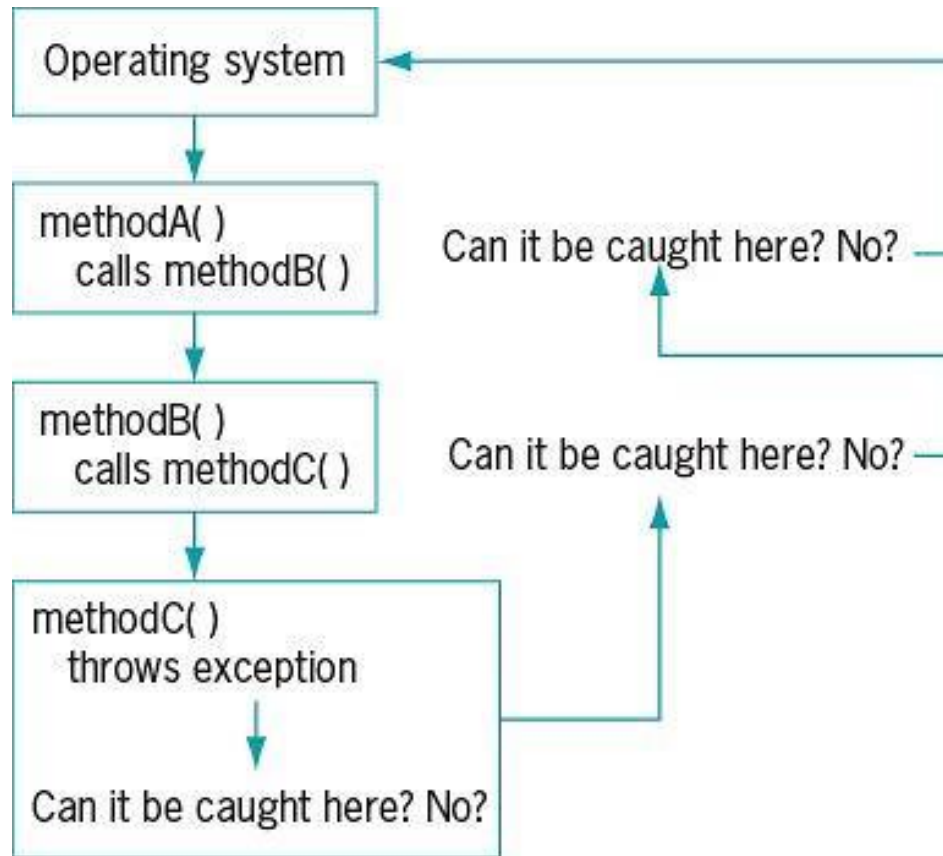 Operating system
methodA( )
calls methodB( )
Can it be caught here? No?
methodB( )
calls methodC( )
Can it be caught here? No?
methodC( )
throws exception
Can it be caught here? No?